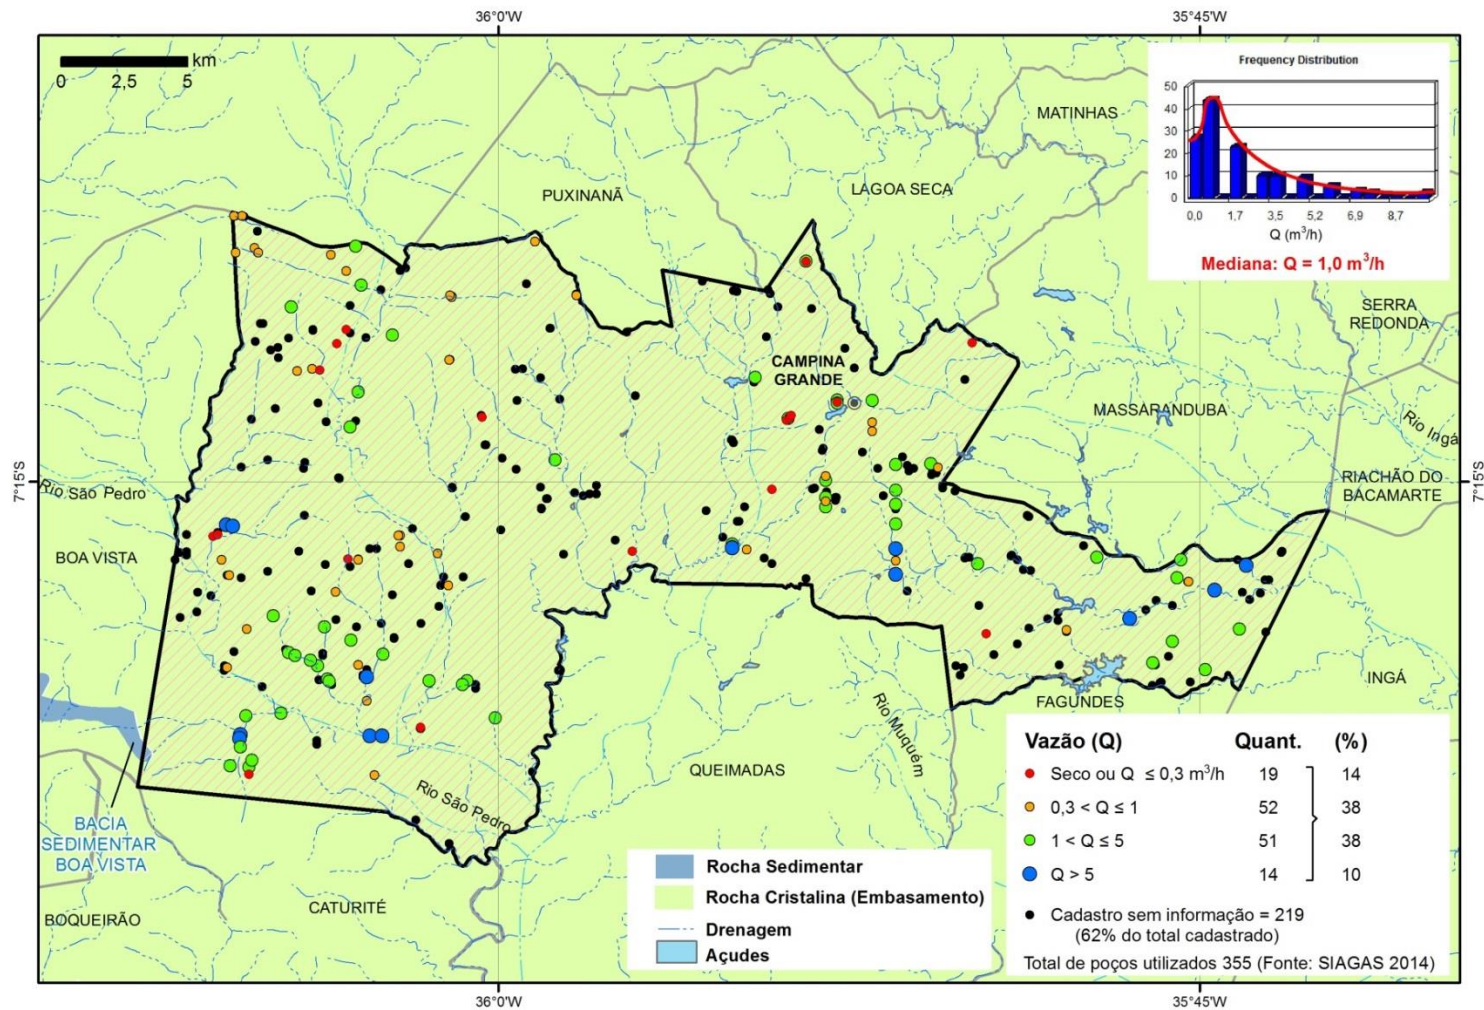 36°0'W
35°45'W
km
0
2,5
5
Frequency Distribution
50
40
30
20
10
0
0,0
1,7
3,5
5,2
6,9
8,7
Q (m³/h)
Mediana: Q = 1,0 m³/h
MATINHAS
PUXINANÃ
LAGOA SECA
SERRA
REDONDA
CAMPINA
GRANDE
MASSARANDUBA
Rio Ingá
7°15'S
Rio São Pedro
RIACHÃO DO
BACAMARTE
7°15'S
BOA VISTA
INGÁ
FAGUNDES
Rio Muquém
QUEIMADAS
Rio São Pedro
BACIA
SEDIMENTAR
BOA VISTA
CATURITÉ
BOQUEIRÃO
Rocha Sedimentar
Rocha Cristalina (Embasamento)
Drenagem
Açudes
Vazão (Q) Quant. (%)
Seco ou Q ≤ 0,3 m³/h 19 14
0,3 < Q ≤ 1 52 38
1 < Q ≤ 5 51 38
Q > 5 14 10
Cadastro sem informação = 219
(62% do total cadastrado)
Total de poços utilizados 355 (Fonte: SIAGAS 2014)
36°0'W
35°45'W